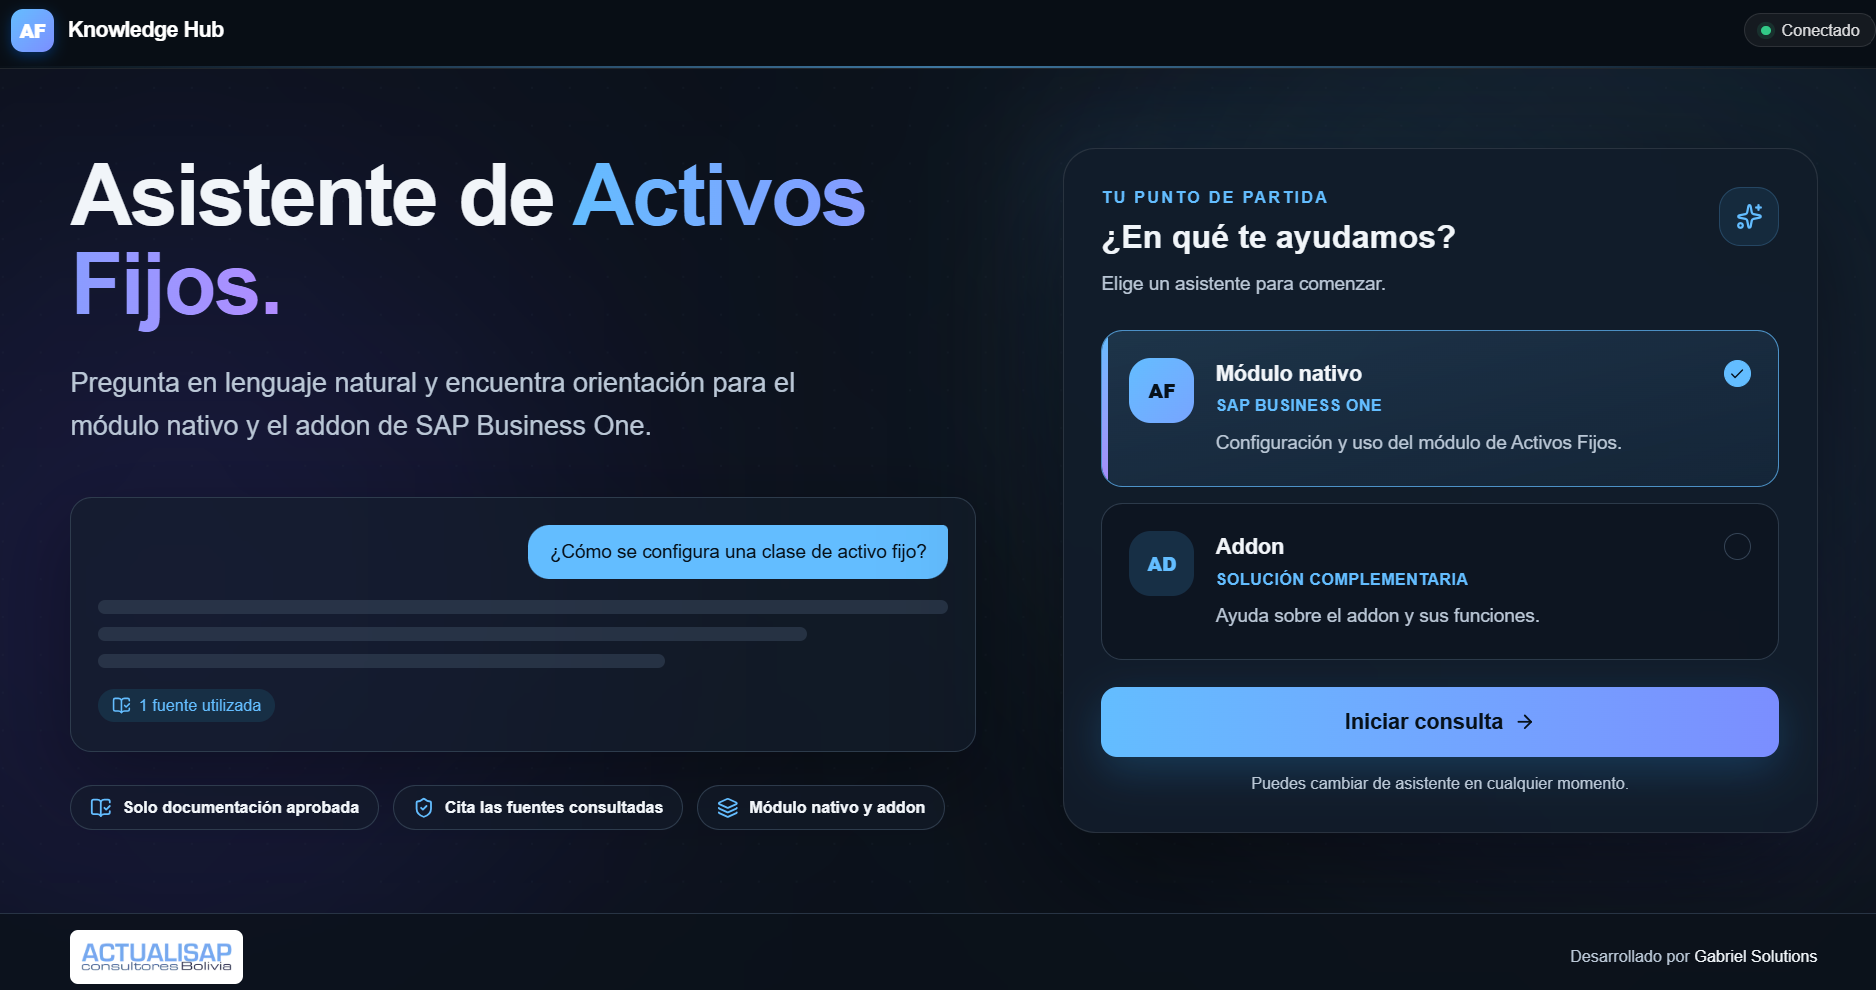 AF
Knowledge Hub
Conectado
Asistente de Activos
Fijos.
Pregunta en lenguaje natural y encuentra orientación para el
módulo nativo y el addon de SAP Business One.
¿Cómo se configura una clase de activo fijo?
1 fuente utilizada
Solo documentación aprobada
Cita las fuentes consultadas
Módulo nativo y addon
TU PUNTO DE PARTIDA
¿En qué te ayudamos?
Elige un asistente para comenzar.
AF
Módulo nativo
SAP BUSINESS ONE
Configuración y uso del módulo de Activos Fijos.
AD
Addon
SOLUCIÓN COMPLEMENTARIA
Ayuda sobre el addon y sus funciones.
Iniciar consulta →
Puedes cambiar de asistente en cualquier momento.
ACTUALISAP
consultores Bolivia
Desarrollado por Gabriel Solutions